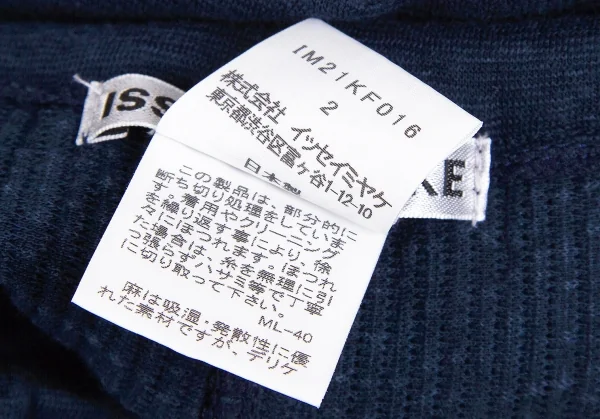 ISS
KE
IM21KF016
2
株式会社 イッセイミヤケ
東京都渋谷区富ヶ谷1-12-10
日本
この製品は、部分的に
断ち切り処理をしていま
す。着用やクリーニング
を繰り返す事により、徐
々にほつれます。ほつれ
た場合は、糸を無理に引
っ張らず、ハサミ等で丁寧
に切り取って下さい。
ML-40
麻は吸湿・発散性に優
れた素材ですが、デリケ